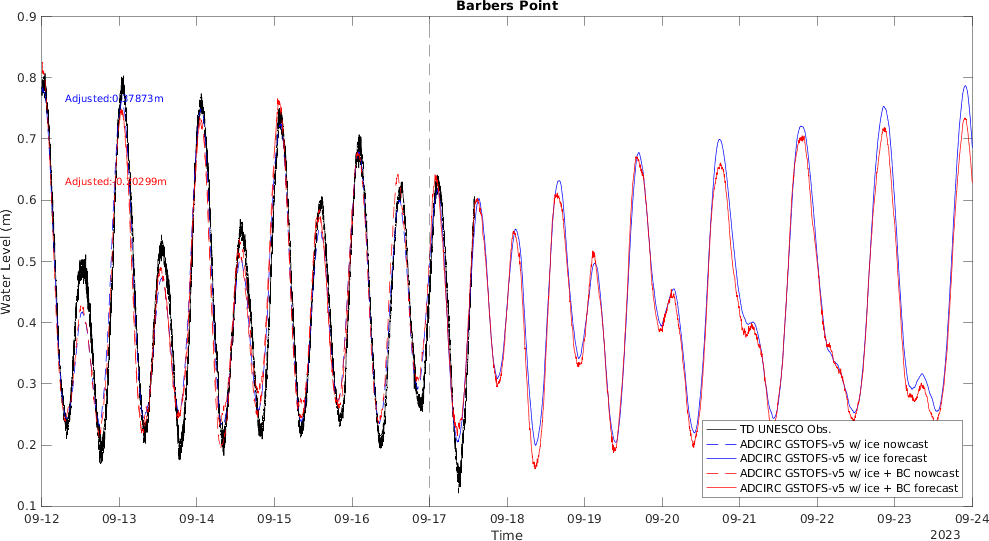 Barbers Point
0.9
0.8
0.7
0.6
0.5
0.4
0.3
0.2
0.1
Water Level (m)
Adjusted:0.37873m
TD UNESCO Obs.
ADCIRC GSTOFS-v5 w/ ice nowcast
ADCIRC GSTOFS-v5 w/ ice forecast
ADCIRC GSTOFS-v5 w/ ice + BC nowcast
ADCIRC GSTOFS-v5 w/ ice + BC forecast
09-12 09-13 09-14 09-15 09-16 09-17 09-18 09-19 09-20 09-21 09-22 09-23 09-24
Time
2023